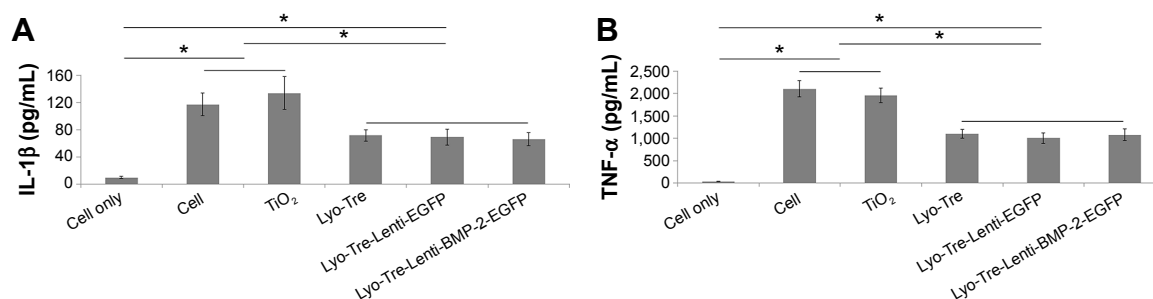 A
*
*
*
IL-1β (pg/mL)
160
120
80
40
0
Cell only
Cell
TiO₂
Lyo-Tre
Lyo-Tre-Lenti-EGFP
Lyo-Tre-Lenti-BMP-2-EGFP
B
*
*
*
TNF-α (pg/mL)
2,500
2,000
1,500
1,000
500
0
Cell only
Cell
TiO₂
Lyo-Tre
Lyo-Tre-Lenti-EGFP
Lyo-Tre-Lenti-BMP-2-EGFP